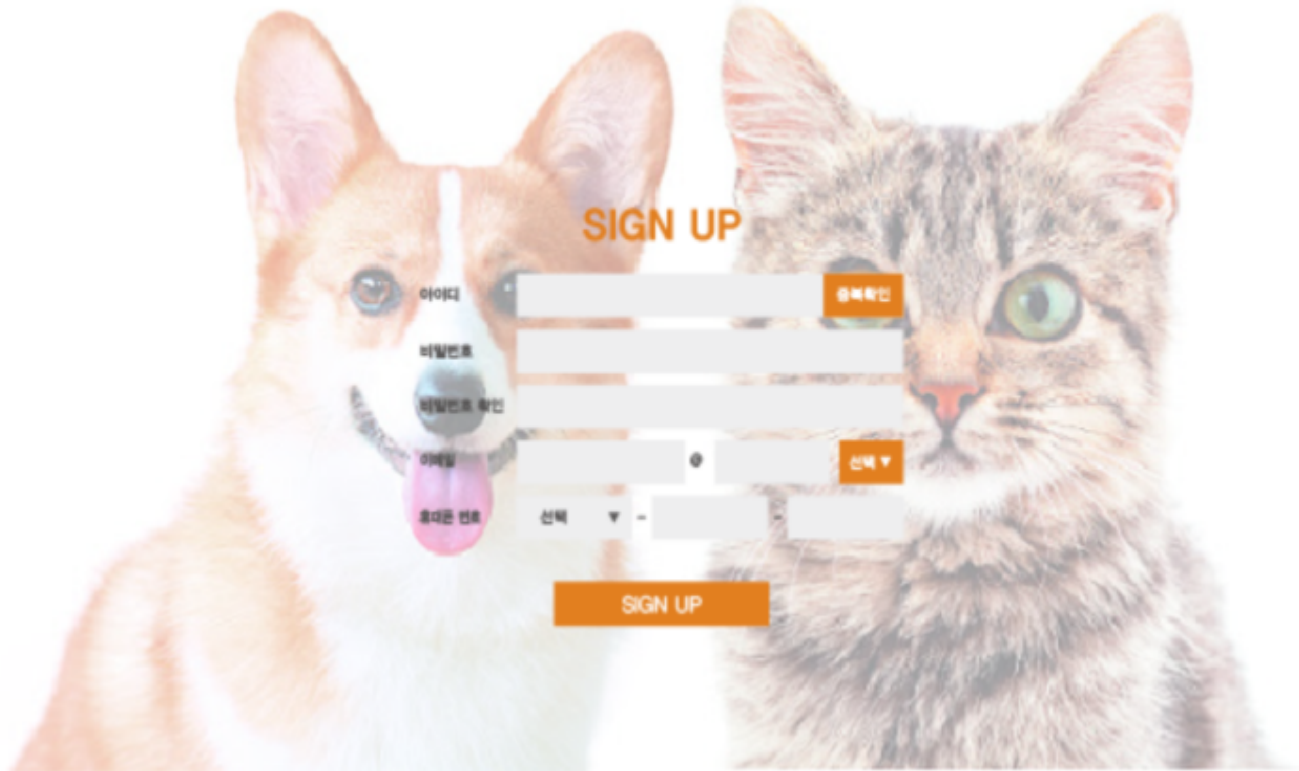 SIGN UP
아이디 중복확인
비밀번호
비밀번호 확인
이메일 @ 선택 ▼
휴대폰 번호 선택 ▼ - -
SIGN UP